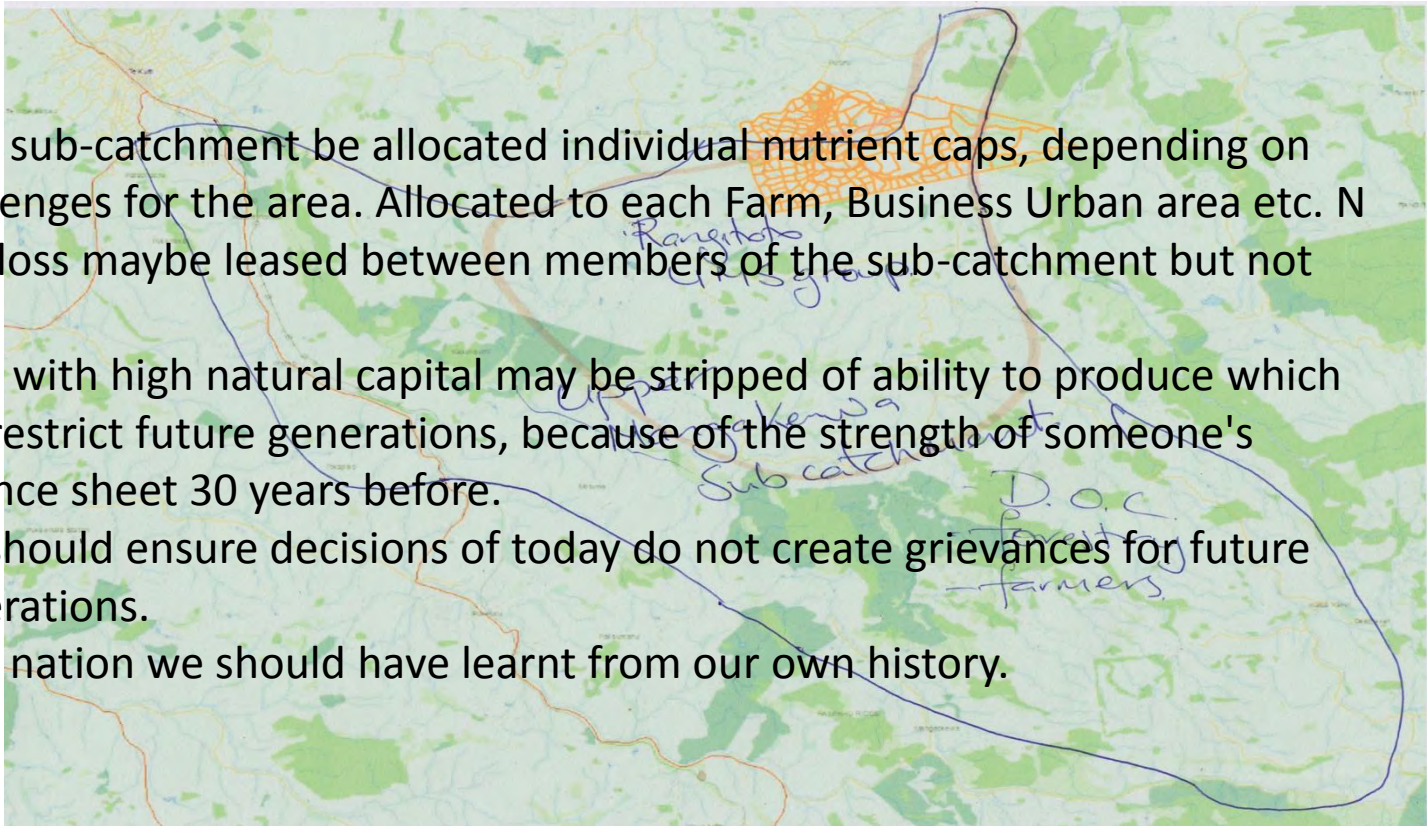 sub-catchment be allocated individual nutrient caps, depending on
enges for the area. Allocated to each Farm, Business Urban area etc. N
loss maybe leased between members of the sub-catchment but not
Rangitoto
group
with high natural capital may be stripped of ability to produce which
restrict future generations, because of the strength of someone's
nce sheet 30 years before.
Upper
Sub catchment
- D.O.C.
- forestry
- farmers
hould ensure decisions of today do not create grievances for future
erations.
nation we should have learnt from our own history.